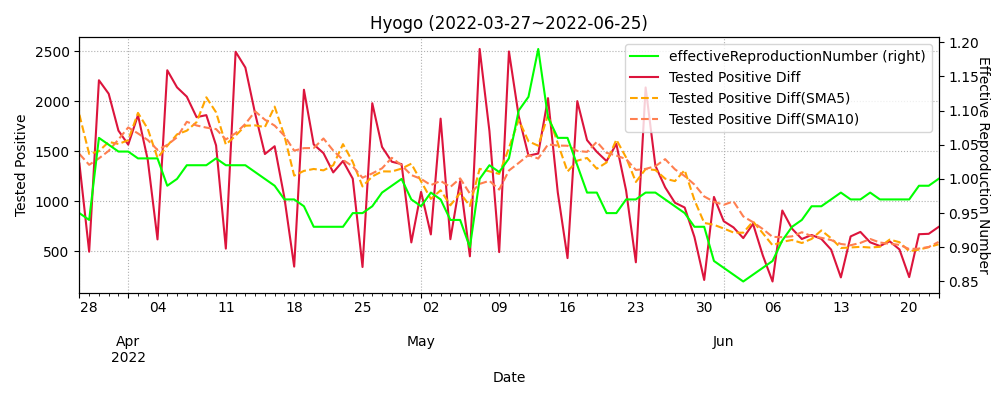 Hyogo (2022-03-27~2022-06-25)
effectiveReproductionNumber (right)
Tested Positive Diff
Tested Positive Diff(SMA5)
Tested Positive Diff(SMA10)
Tested Positive
2500
2000
1500
1000
500
1.20
1.15
1.10
1.05
1.00
0.95
0.90
0.85
Effective Reproduction Number
28 04 11 18 25 02 09 16 23 30 06 13 20
Apr May Jun
2022
Date